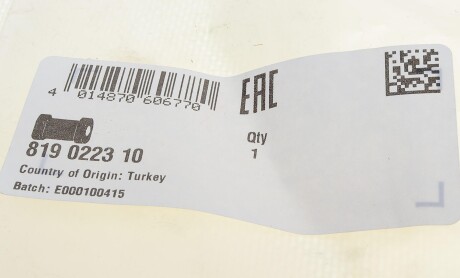 4 014870 606770
EAC
819 0223 10
Qty
1
Country of Origin: Turkey
Batch: E000100415